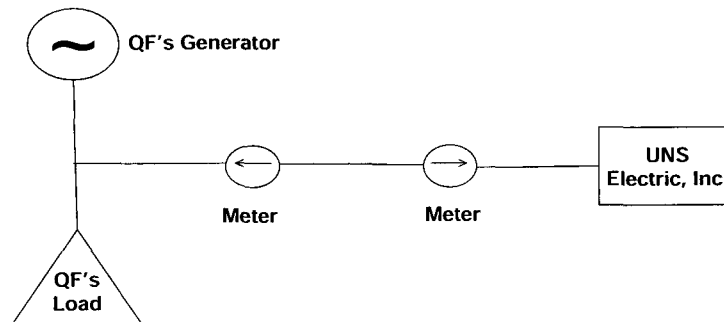 ~
QF's Generator
UNS
Electric, Inc
Meter
Meter
QF's
Load